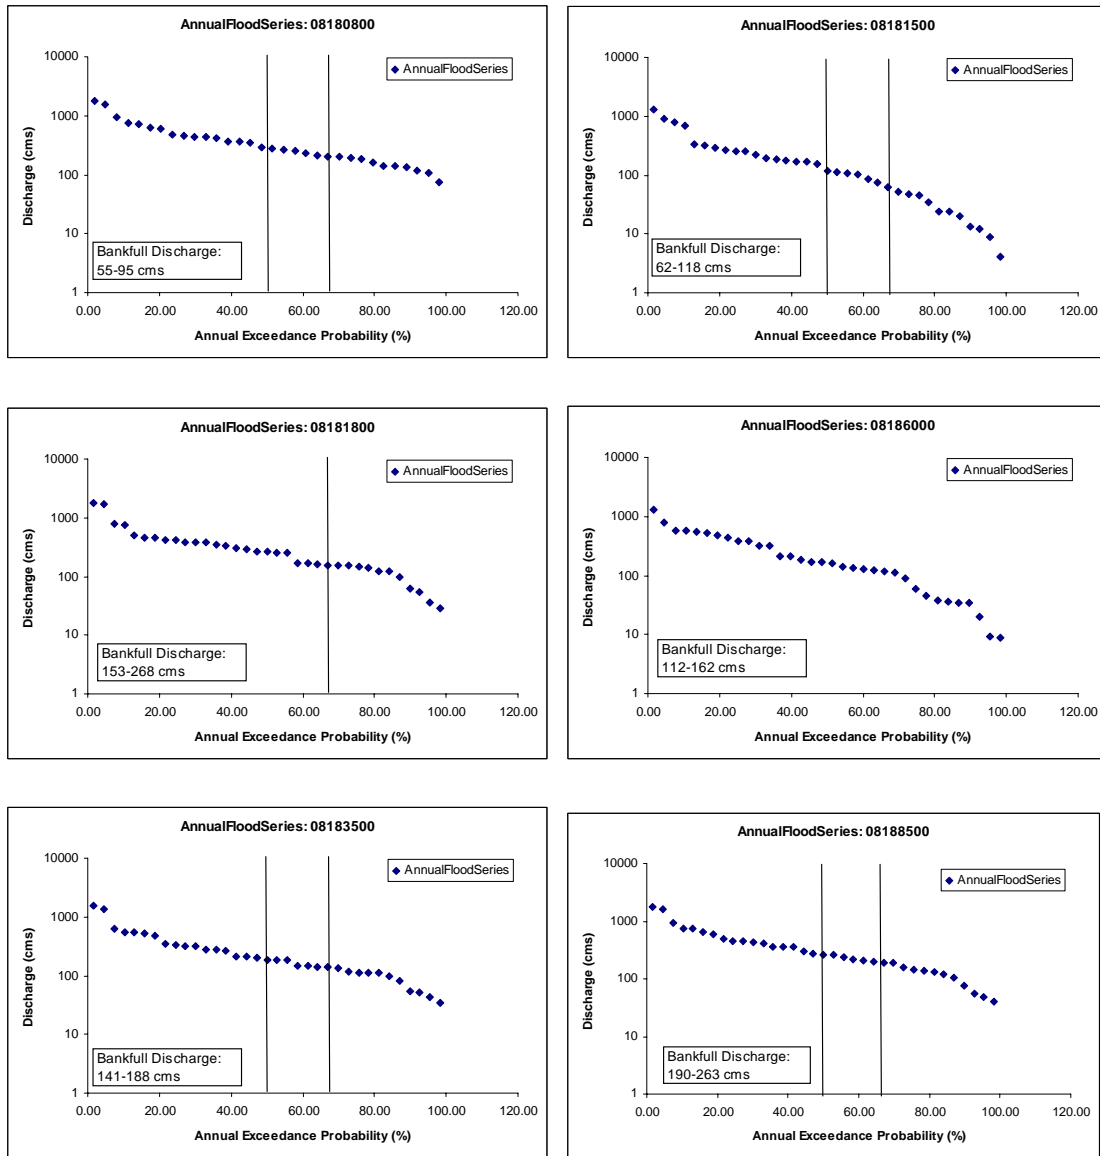 AnnualFloodSeries: 08180800
10000
1000
100
10
1
Discharge (cms)
AnnualFloodSeries
Bankfull Discharge:
55-95 cms
0.00 20.00 40.00 60.00 80.00 100.00 120.00
Annual Exceedance Probability (%)
AnnualFloodSeries: 08181500
10000
1000
100
10
1
Discharge (cms)
AnnualFloodSeries
Bankfull Discharge:
62-118 cms
0.00 20.00 40.00 60.00 80.00 100.00 120.00
Annual Exceedance Probability (%)
AnnualFloodSeries: 08181800
10000
1000
100
10
1
Discharge (cms)
AnnualFloodSeries
Bankfull Discharge:
153-268 cms
0.00 20.00 40.00 60.00 80.00 100.00 120.00
Annual Exceedance Probability (%)
AnnualFloodSeries: 08186000
10000
1000
100
10
1
Discharge (cms)
AnnualFloodSeries
Bankfull Discharge:
112-162 cms
0.00 20.00 40.00 60.00 80.00 100.00 120.00
Annual Exceedance Probability (%)
AnnualFloodSeries: 08183500
10000
1000
100
10
1
Discharge (cms)
AnnualFloodSeries
Bankfull Discharge:
141-188 cms
0.00 20.00 40.00 60.00 80.00 100.00 120.00
Annual Exceedance Probability (%)
AnnualFloodSeries: 08188500
10000
1000
100
10
1
Discharge (cms)
AnnualFloodSeries
Bankfull Discharge:
190-263 cms
0.00 20.00 40.00 60.00 80.00 100.00 120.00
Annual Exceedance Probability (%)